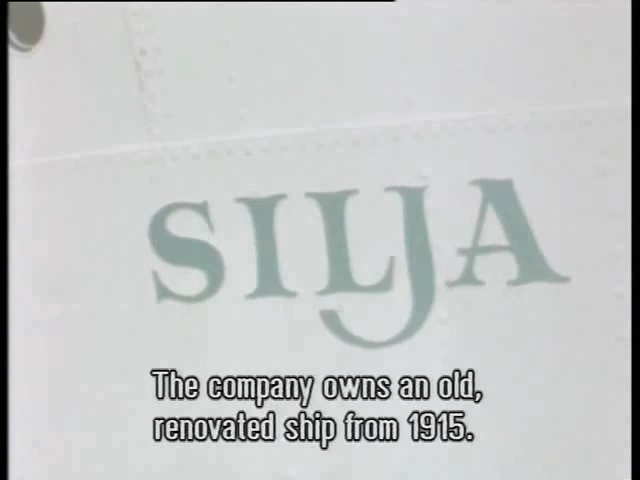 SILJA
The company owns an old,
renovated ship from 1915.